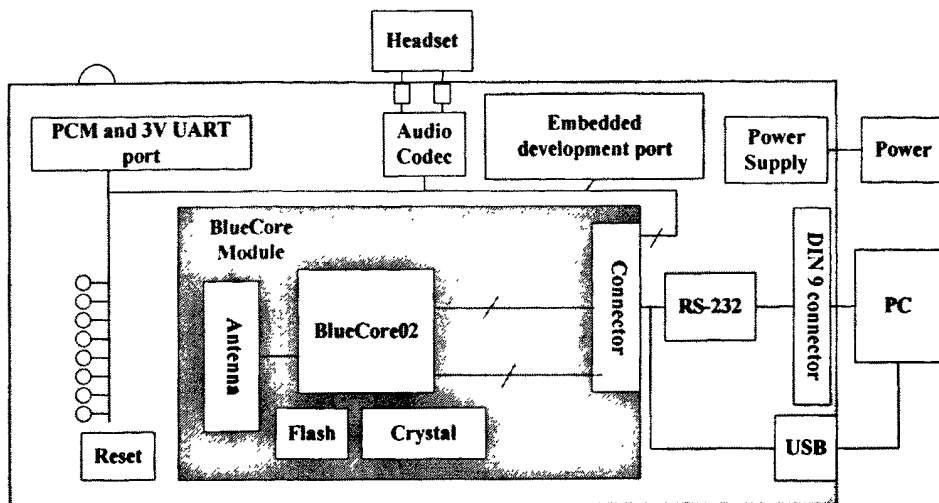 Headset
PCM and 3V UART
port
Audio
Codec
Embedded
development port
Power
Supply
Power
BlueCore
Module
Antenna
BlueCore02
Flash
Crystal
Connector
RS-232
DIN 9 connector
PC
USB
Reset